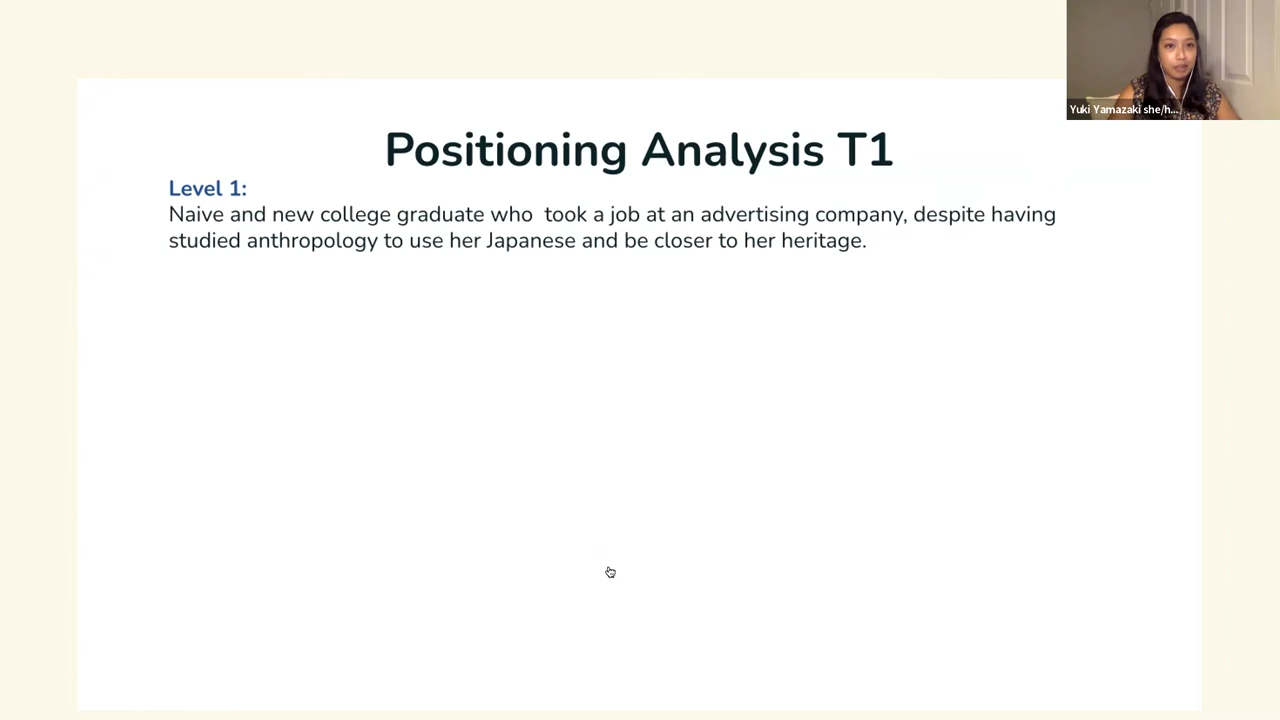 Yuki Yamazaki she/h...
Positioning Analysis T1
Level 1:
Naive and new college graduate who  took a job at an advertising company, despite having
studied anthropology to use her Japanese and be closer to her heritage.